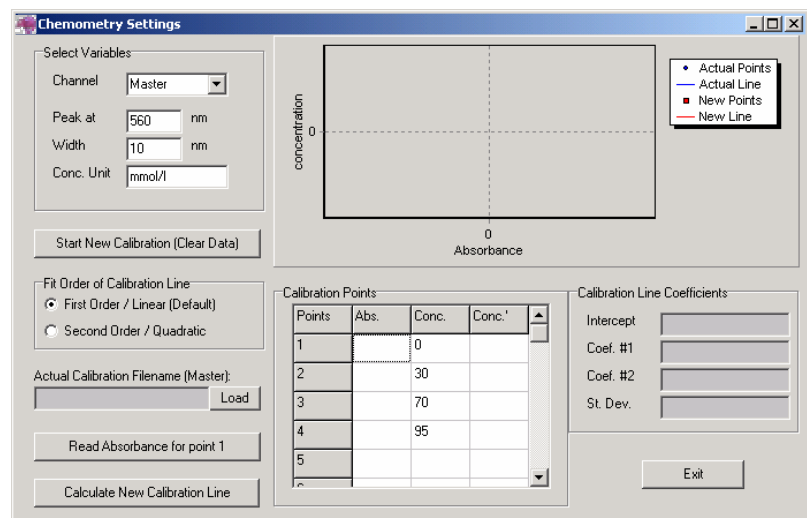 Chemometry Settings
Select Variables
Channel
Master
Peak at
560
nm
Width
10
nm
Conc. Unit
mmol/l
Start New Calibration (Clear Data)
Fit Order of Calibration Line
First Order / Linear (Default)
Second Order / Quadratic
Actual Calibration Filename (Master):
Load
Read Absorbance for point 1
Calculate New Calibration Line
concentration
0
0
Absorbance
Actual Points
Actual Line
New Points
New Line
Calibration Points
Points Abs. Conc. Conc.'
1 0
2 30
3 70
4 95
5
Calibration Line Coefficients
Intercept
Coef. #1
Coef. #2
St. Dev.
Exit